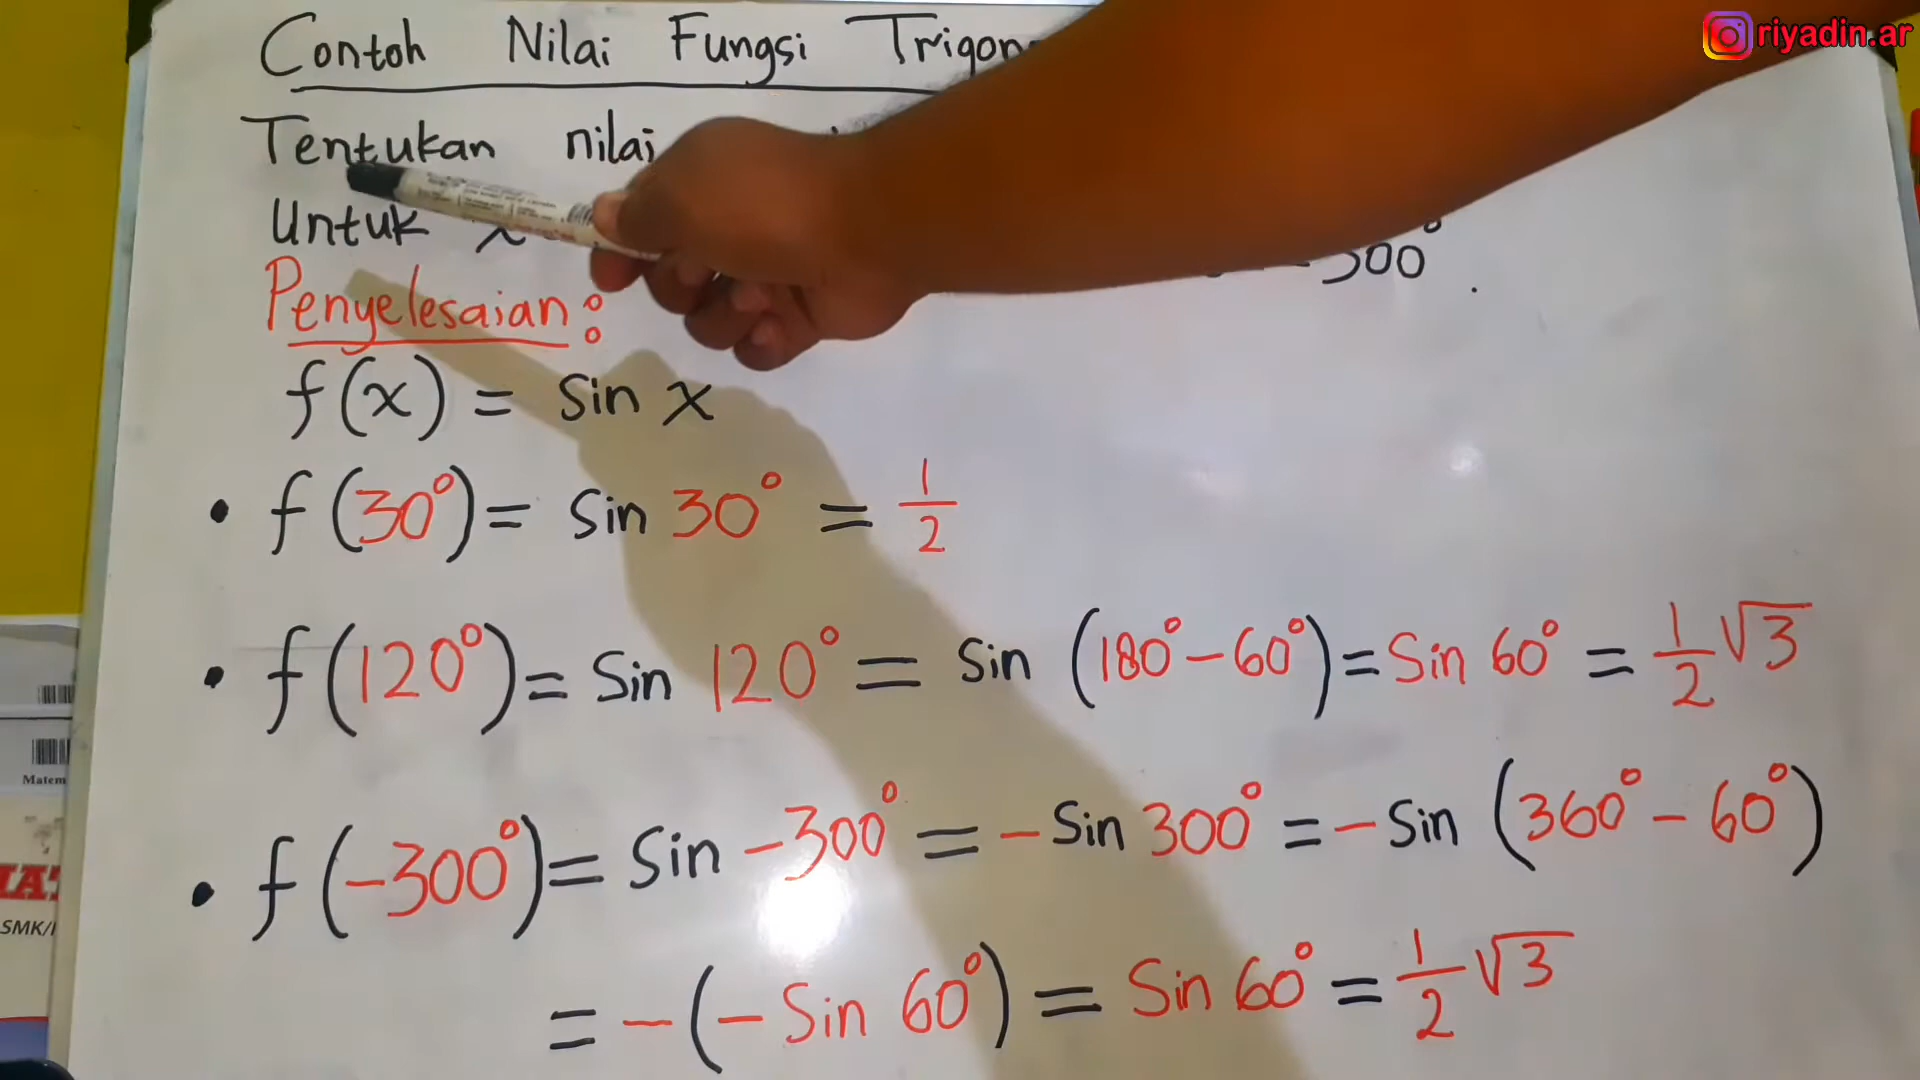 riyadin.ar
Contoh Nilai Fungsi
Tentukan nilai
Untuk x -300° .
Penyelesaian:
f(x) = Sin x
• f(30°) = Sin 30° = 1/2
• f(120°) = Sin 120° = Sin (180° - 60°) = Sin 60° = 1/2 √3
• f(-300°) = Sin -300° = - Sin 300° = - Sin (360° - 60°)
= - (- Sin 60°) = Sin 60° = 1/2 √3
Matem
SMK/